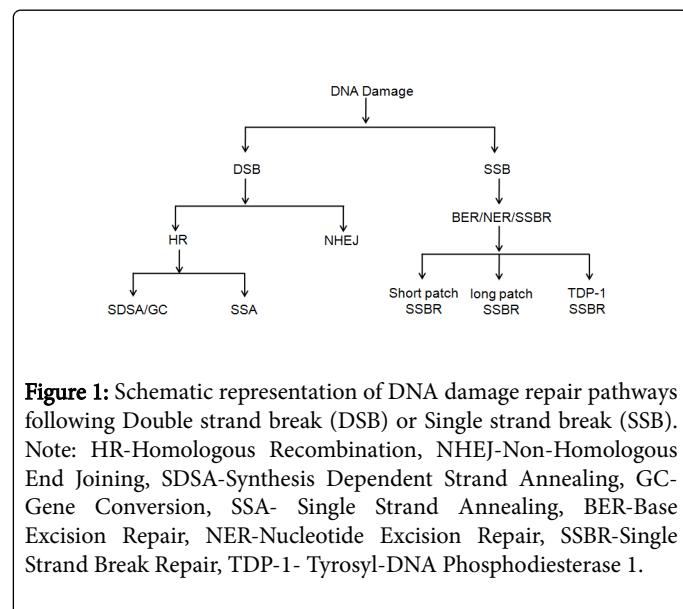 DNA Damage
DSB
SSB
HR
NHEJ
BER/NER/SSBR
SDSA/GC
SSA
Short patch
SSBR
long patch
SSBR
TDP-1
SSBR
Figure 1: Schematic representation of DNA damage repair pathways
following Double strand break (DSB) or Single strand break (SSB).
Note: HR-Homologous Recombination, NHEJ-Non-Homologous
End Joining, SDSA-Synthesis Dependent Strand Annealing, GC-
Gene Conversion, SSA- Single Strand Annealing, BER-Base
Excision Repair, NER-Nucleotide Excision Repair, SSBR-Single
Strand Break Repair, TDP-1- Tyrosyl-DNA Phosphodiesterase 1.